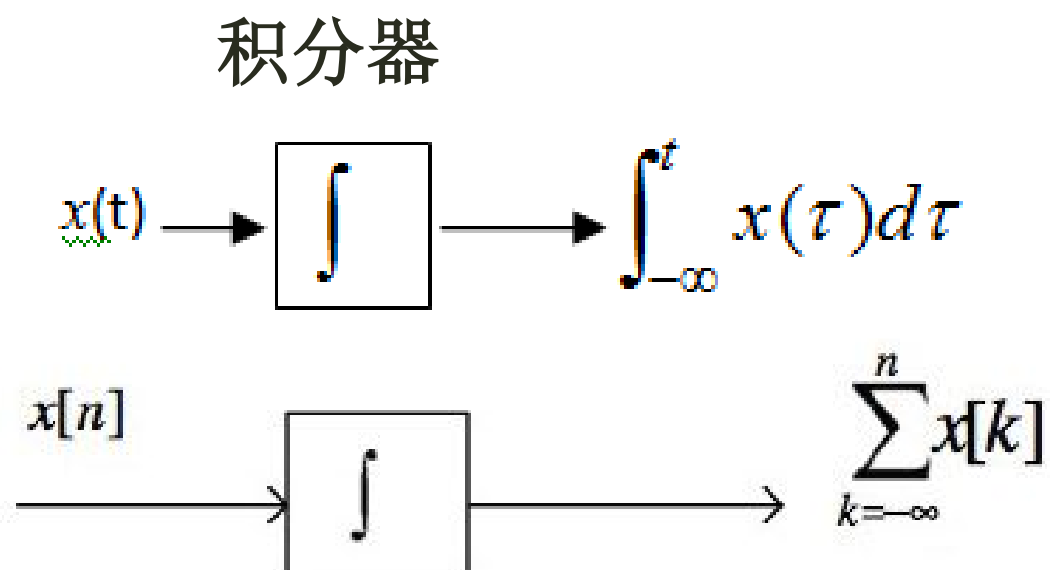 积分器
x(t) ∫ ∫_{-∞}^{t} x(τ)dτ
x[n] ∫ ∑_{k=-∞}^{n} x[k]